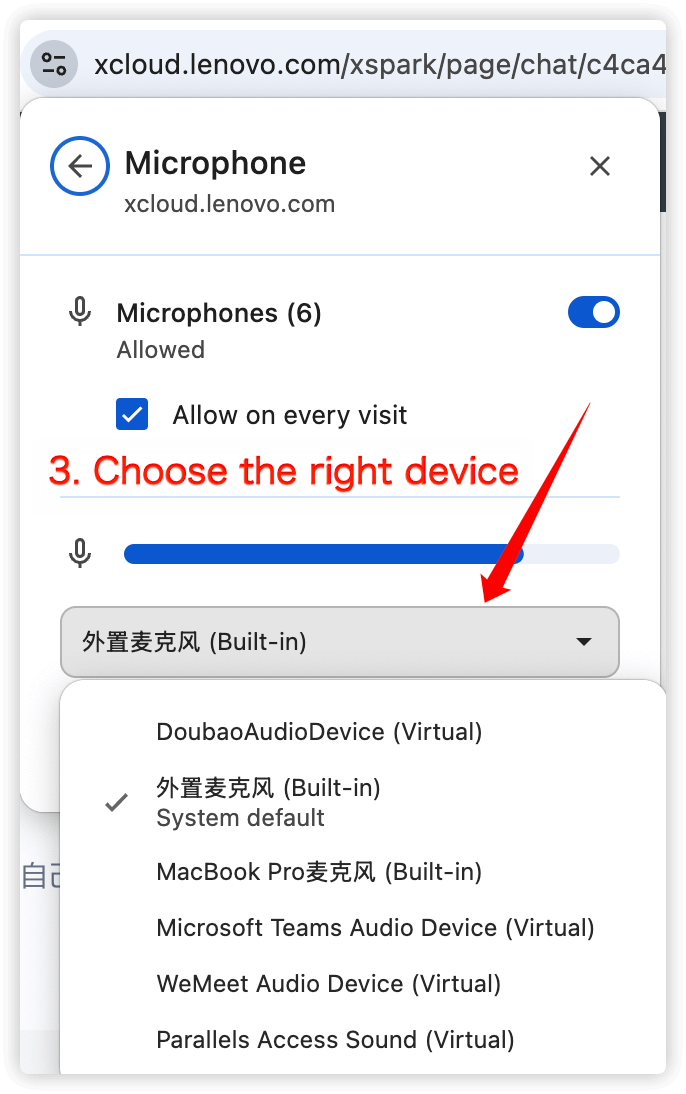 xcloud.lenovo.com/xspark/page/chat/c4ca4
Microphone
xcloud.lenovo.com
Microphones (6)
Allowed
Allow on every visit
3. Choose the right device
外置麦克风 (Built-in)
DoubaoAudioDevice (Virtual)
外置麦克风 (Built-in)
System default
自己
MacBook Pro麦克风 (Built-in)
Microsoft Teams Audio Device (Virtual)
WeMeet Audio Device (Virtual)
Parallels Access Sound (Virtual)